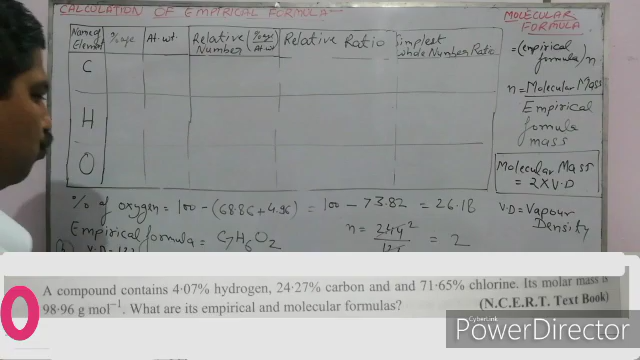 CALCULATION OF EMPIRICAL FORMULA
MOLECULAR FORMULA
Name of Element %age At. wt. Relative Number (%age/At wt) Relative Ratio Simplest Whole Number Ratio
C
H
O
= (empirical formula)n
n = Molecular Mass
Empirical formula mass
Molecular Mass
= 2 X V.D
V.D = Vapour Density
% of oxygen = 100 - (68.86 + 4.96) = 100 - 73.82 = 26.18
Empirical formula = C7H6O2
n = 244 2 = 2
A compound contains 4·07% hydrogen, 24·27% carbon and and 71·65% chlorine. Its molar mass
98·96 g mol⁻¹. What are its empirical and molecular formulas?
(N.C.E.R.T. Text Book)
CyberLink
PowerDirector